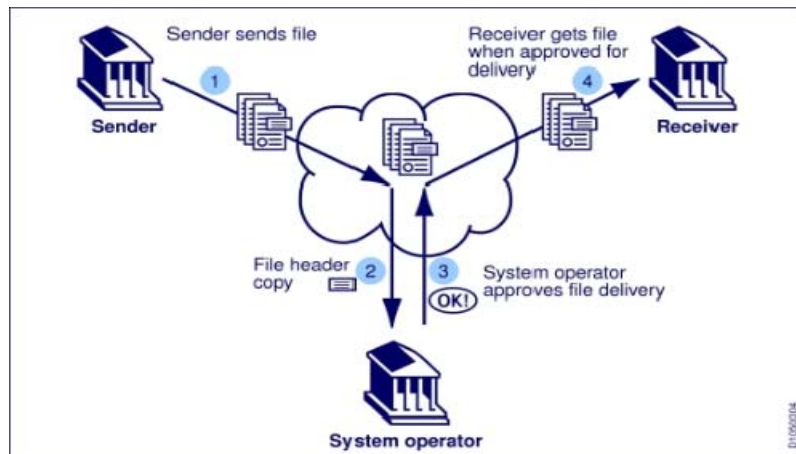 Sender sends file
1
Sender
Receiver gets file
when approved for
delivery
4
Receiver
File header
copy
2
3
OK!
System operator
approves file delivery
System operator
D1050204